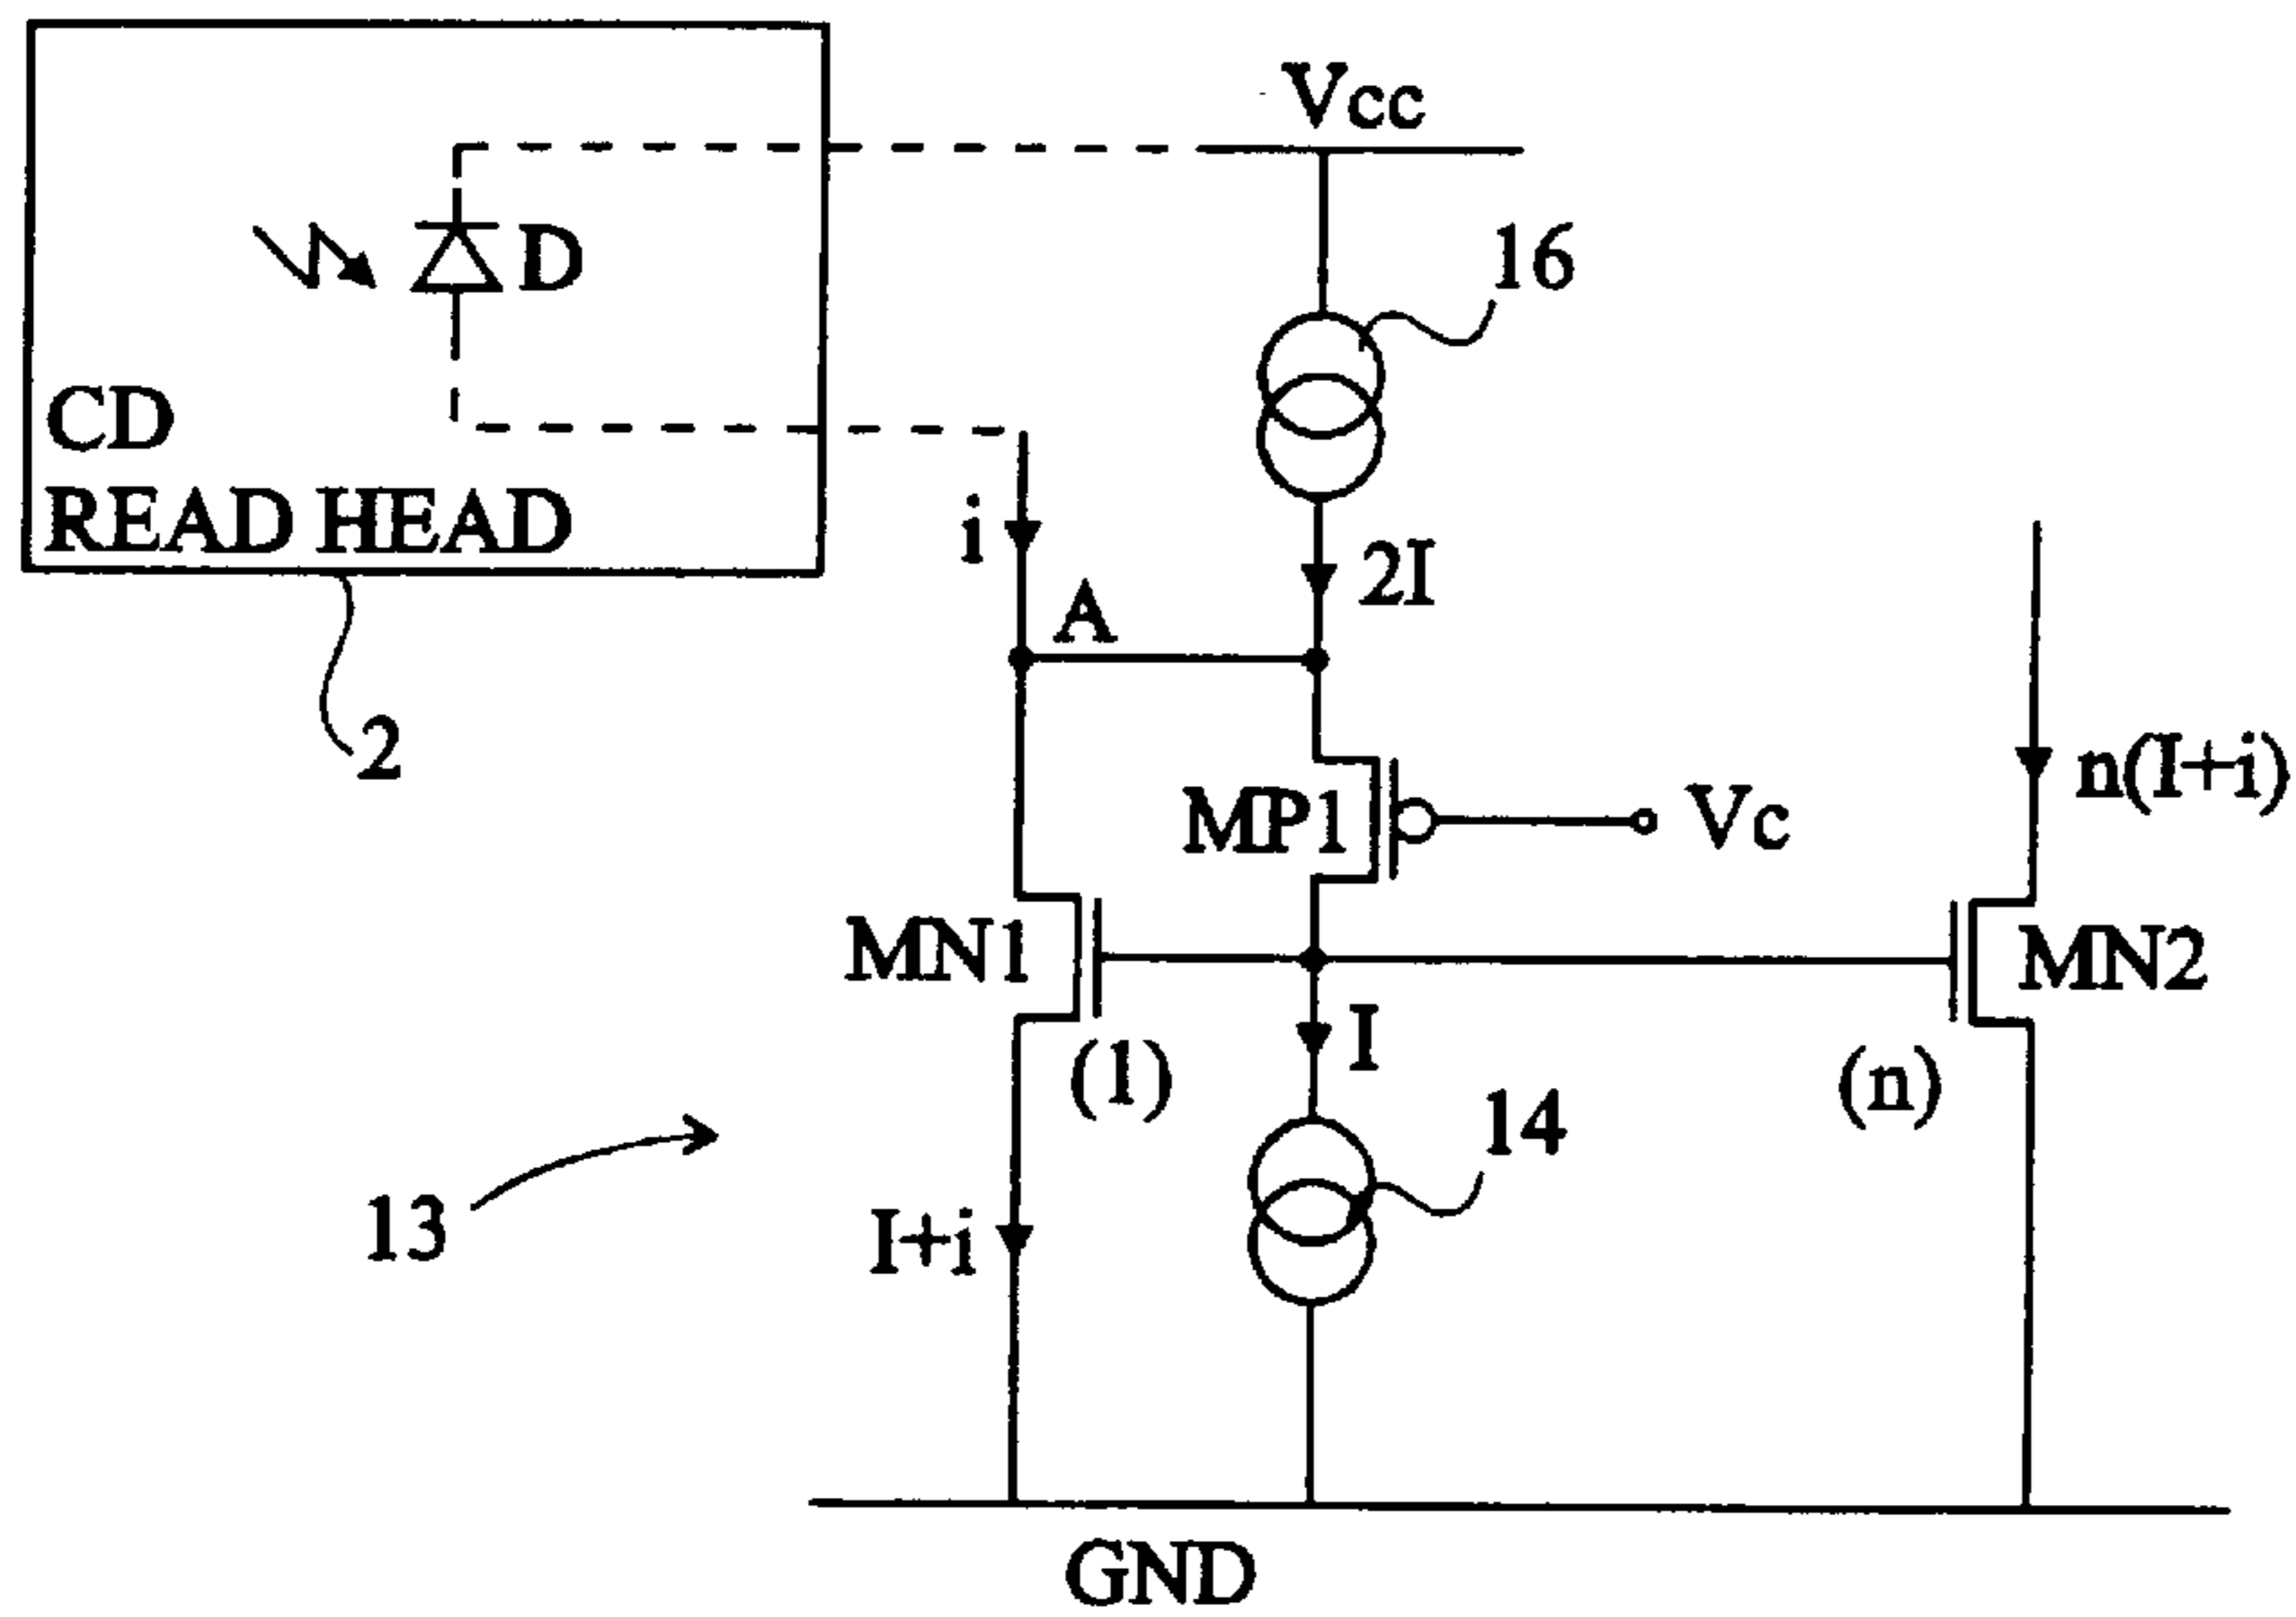 Vcc
16
D
CD
READ HEAD
i
2I
A
2
MP1
Vc
n(I+i)
MN1
MN2
(1)
I
(n)
14
13
I+i
GND